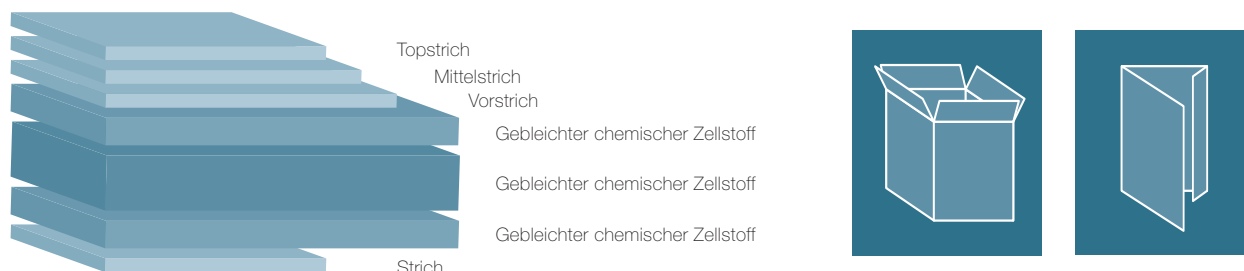 Topstrich
Mittelstrich
Vorstrich
Gebleichter chemischer Zellstoff
Gebleichter chemischer Zellstoff
Gebleichter chemischer Zellstoff
Strich